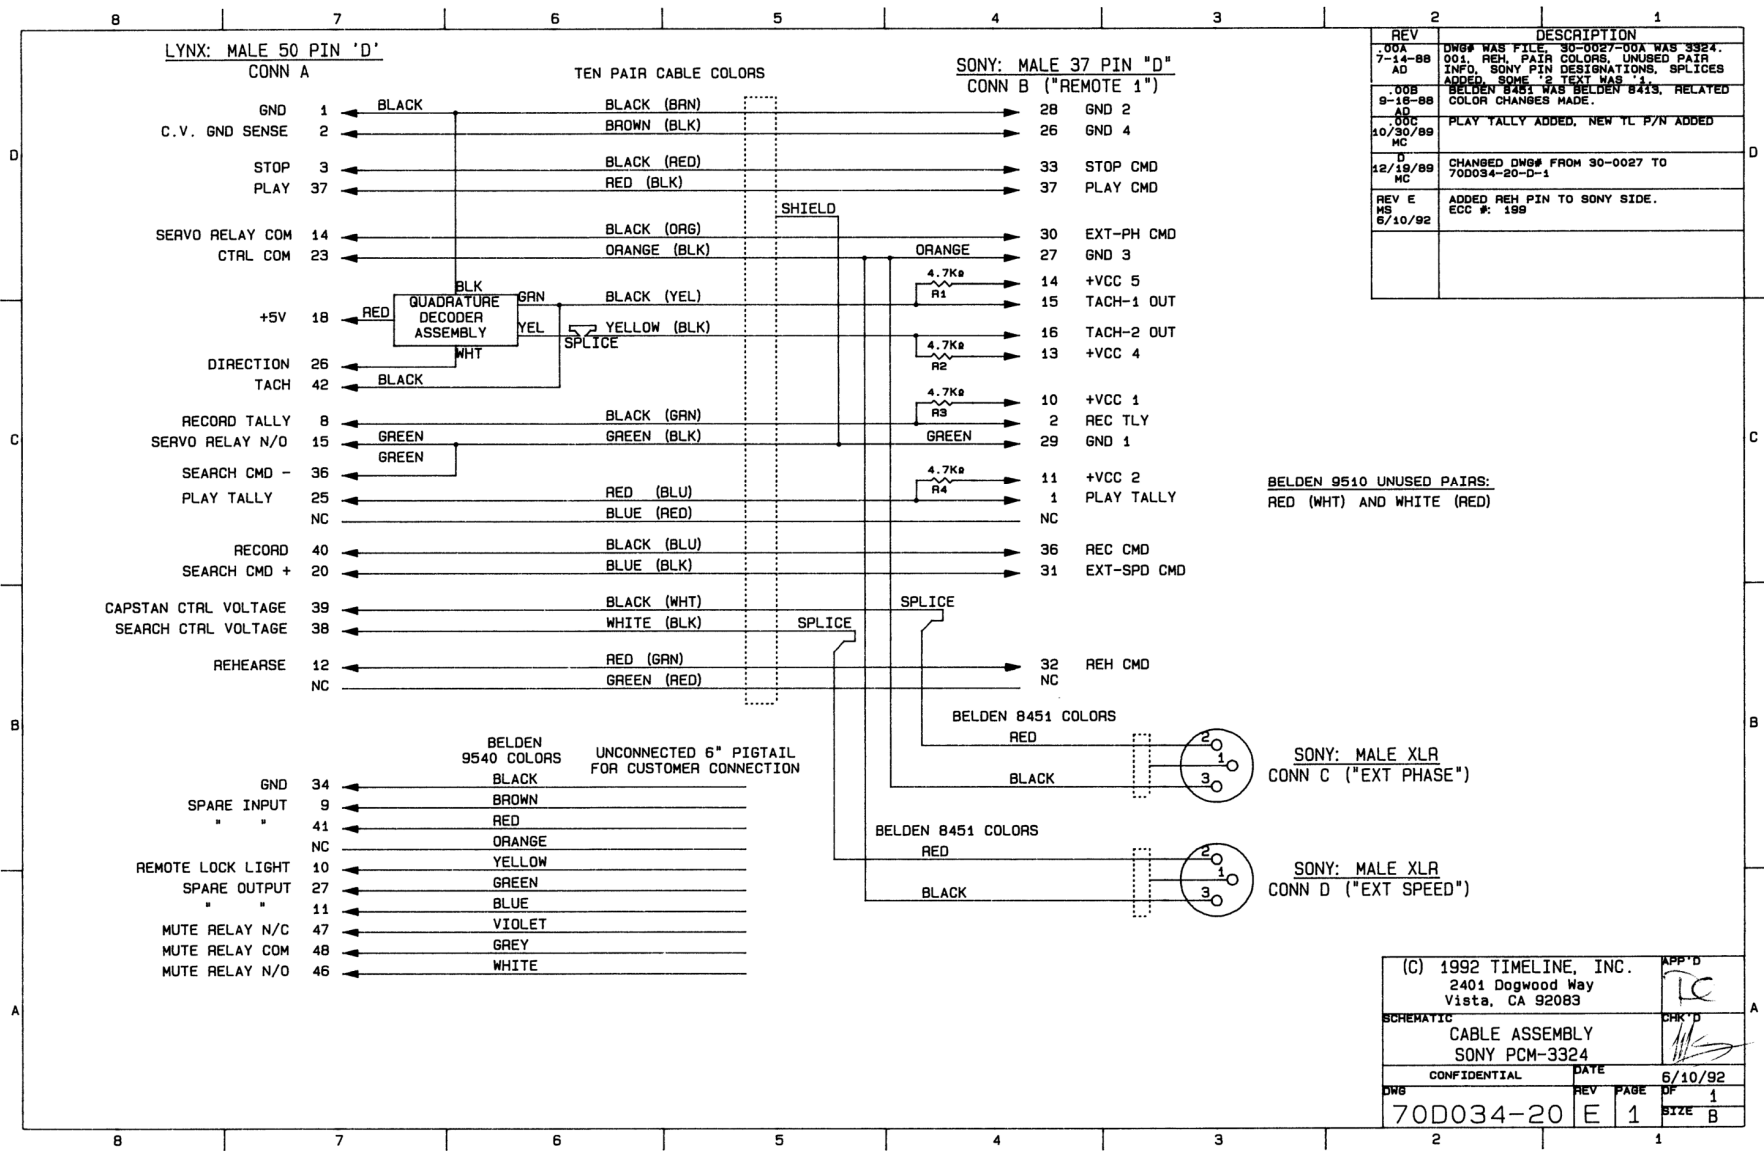 8 7 6 5 4 3 2 1
LYNX: MALE 50 PIN 'D'
CONN A
TEN PAIR CABLE COLORS
SONY: MALE 37 PIN "D"
CONN B ("REMOTE 1")
REV DESCRIPTION
.00A
7-14-88
AD
DWG# WAS FILE, 30-0027-00A WAS 3324.
001, REH, PAIR COLORS, UNUSED PAIR
INFO, SONY PIN DESIGNATIONS, SPLICES
ADDED, SOME '2 TEXT WAS '1.
.00B
9-16-88
AD
BELDEN 8451 WAS BELDEN 8413, RELATED
COLOR CHANGES MADE.
.00C
10/30/89
MC
PLAY TALLY ADDED, NEW TL P/N ADDED
D
12/19/89
MC
CHANGED DWG# FROM 30-0027 TO
70D034-20-D-1
REV E
MS
6/10/92
ADDED REH PIN TO SONY SIDE.
ECC #: 199
GND 1 BLACK BLACK (BRN) 28 GND 2
C.V. GND SENSE 2 BROWN (BLK) 26 GND 4
D D
STOP 3 BLACK (RED) 33 STOP CMD
PLAY 37 RED (BLK) 37 PLAY CMD
SHIELD
SERVO RELAY COM 14 BLACK (ORG) 30 EXT-PH CMD
CTRL COM 23 ORANGE (BLK) ORANGE 27 GND 3
4.7KΩ
R1
14 +VCC 5
BLK
GRN BLACK (YEL) 15 TACH-1 OUT
QUADRATURE
DECODER
ASSEMBLY
+5V 18 RED
YEL SPLICE YELLOW (BLK) 16 TACH-2 OUT
WHT
4.7KΩ
R2
13 +VCC 4
DIRECTION 26
TACH 42 BLACK
4.7KΩ
R3
10 +VCC 1
RECORD TALLY 8 BLACK (GRN) 2 REC TLY
C C
SERVO RELAY N/O 15 GREEN GREEN (BLK) GREEN 29 GND 1
GREEN
SEARCH CMD - 36
4.7KΩ
R4
11 +VCC 2
PLAY TALLY 25 RED (BLU) 1 PLAY TALLY
NC BLUE (RED) NC
BELDEN 9510 UNUSED PAIRS:
RED (WHT) AND WHITE (RED)
RECORD 40 BLACK (BLU) 36 REC CMD
SEARCH CMD + 20 BLUE (BLK) 31 EXT-SPD CMD
CAPSTAN CTRL VOLTAGE 39 BLACK (WHT) SPLICE
SEARCH CTRL VOLTAGE 38 WHITE (BLK) SPLICE
REHEARSE 12 RED (GRN) 32 REH CMD
NC GREEN (RED) NC
B B
BELDEN 8451 COLORS
RED
BLACK
2
1
3
SONY: MALE XLR
CONN C ("EXT PHASE")
BELDEN
9540 COLORS
UNCONNECTED 6" PIGTAIL
FOR CUSTOMER CONNECTION
GND 34 BLACK
SPARE INPUT 9 BROWN
" " 41 RED
NC ORANGE
REMOTE LOCK LIGHT 10 YELLOW
SPARE OUTPUT 27 GREEN
" " 11 BLUE
MUTE RELAY N/C 47 VIOLET
MUTE RELAY COM 48 GREY
MUTE RELAY N/O 46 WHITE
BELDEN 8451 COLORS
RED
BLACK
2
1
3
SONY: MALE XLR
CONN D ("EXT SPEED")
A A
(C) 1992 TIMELINE, INC.
2401 Dogwood Way
Vista, CA 92083
APP'D
SCHEMATIC
CABLE ASSEMBLY
SONY PCM-3324
CHK'D
CONFIDENTIAL
DATE
6/10/92
DWG
70D034-20
REV
E
PAGE
1
OF
1
SIZE
B
8 7 6 5 4 3 2 1